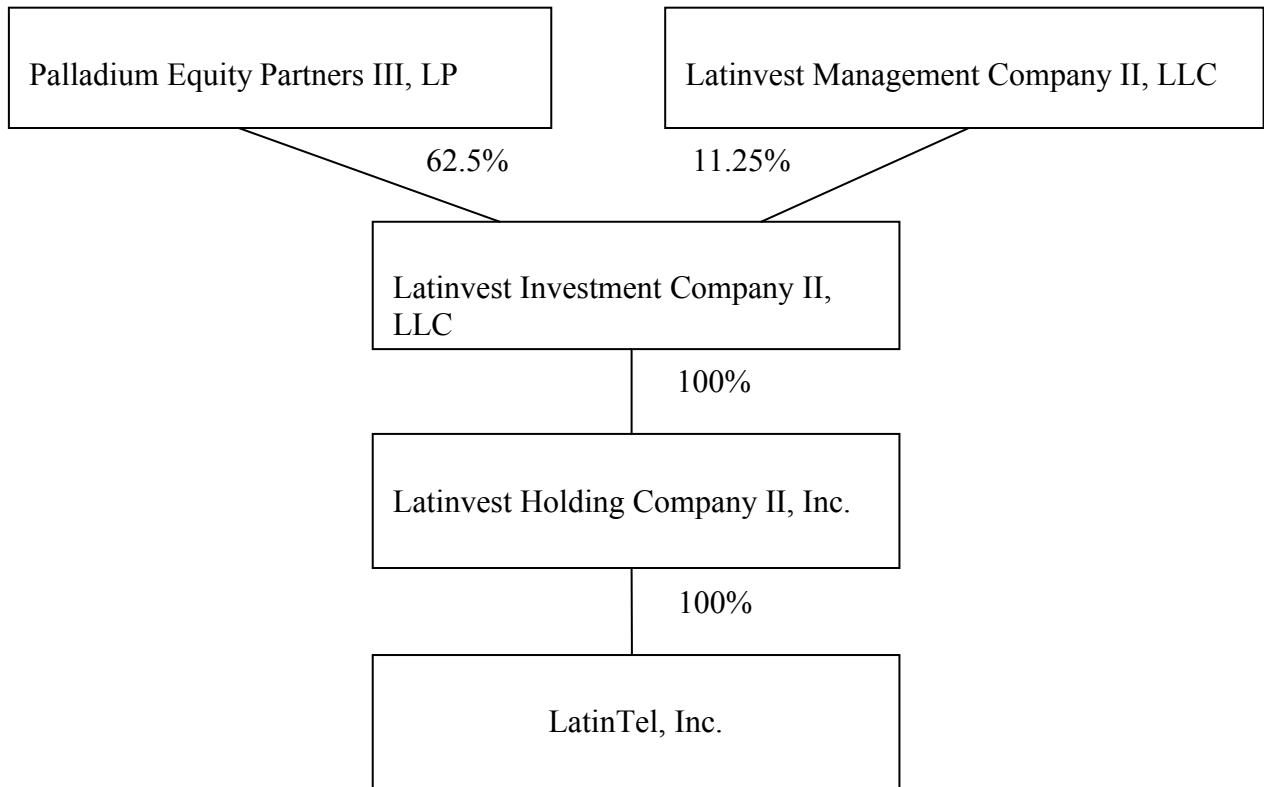 Palladium Equity Partners III, LP
Latinvest Management Company II, LLC
62.5%
11.25%
Latinvest Investment Company II,
LLC
100%
Latinvest Holding Company II, Inc.
100%
LatinTel, Inc.